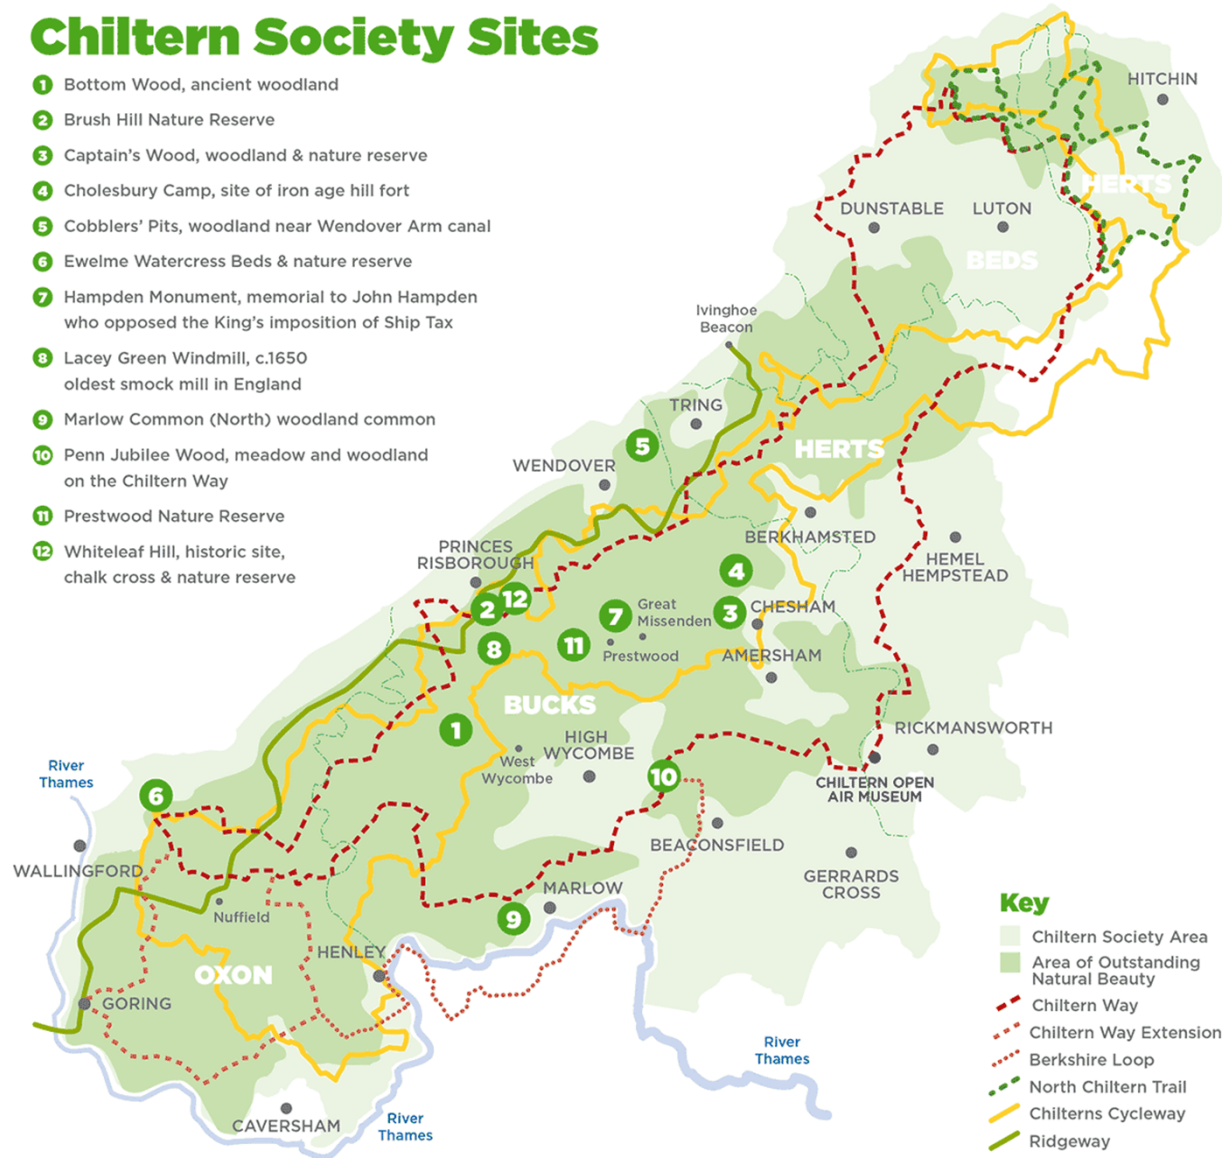 Chiltern Society Sites
1 Bottom Wood, ancient woodland
2 Brush Hill Nature Reserve
3 Captain's Wood, woodland & nature reserve
4 Cholesbury Camp, site of iron age hill fort
5 Cobblers' Pits, woodland near Wendover Arm canal
6 Ewelme Watercress Beds & nature reserve
7 Hampden Monument, memorial to John Hampden
who opposed the King's imposition of Ship Tax
8 Lacey Green Windmill, c.1650
oldest smock mill in England
9 Marlow Common (North) woodland common
10 Penn Jubilee Wood, meadow and woodland
on the Chiltern Way
11 Prestwood Nature Reserve
12 Whiteleaf Hill, historic site,
chalk cross & nature reserve
HITCHIN
HERTS
DUNSTABLE
LUTON
BEDS
Ivinghoe
Beacon
TRING
5
HERTS
WENDOVER
BERKHAMSTED
PRINCES
RISBOROUGH
HEMEL
HEMPSTEAD
4
2
12
7
Great
Missenden
3
CHESHAM
8
11
Prestwood
AMERSHAM
BUCKS
1
HIGH
WYCOMBE
West
Wycombe
RICKMANSWORTH
10
CHILTERN OPEN
AIR MUSEUM
River
Thames
6
BEACONSFIELD
WALLINGFORD
GERRARDS
CROSS
MARLOW
9
Nuffield
HENLEY
OXON
GORING
CAVERSHAM
River
Thames
River
Thames
Key
Chiltern Society Area
Area of Outstanding
Natural Beauty
Chiltern Way
Chiltern Way Extension
Berkshire Loop
North Chiltern Trail
Chilterns Cycleway
Ridgeway